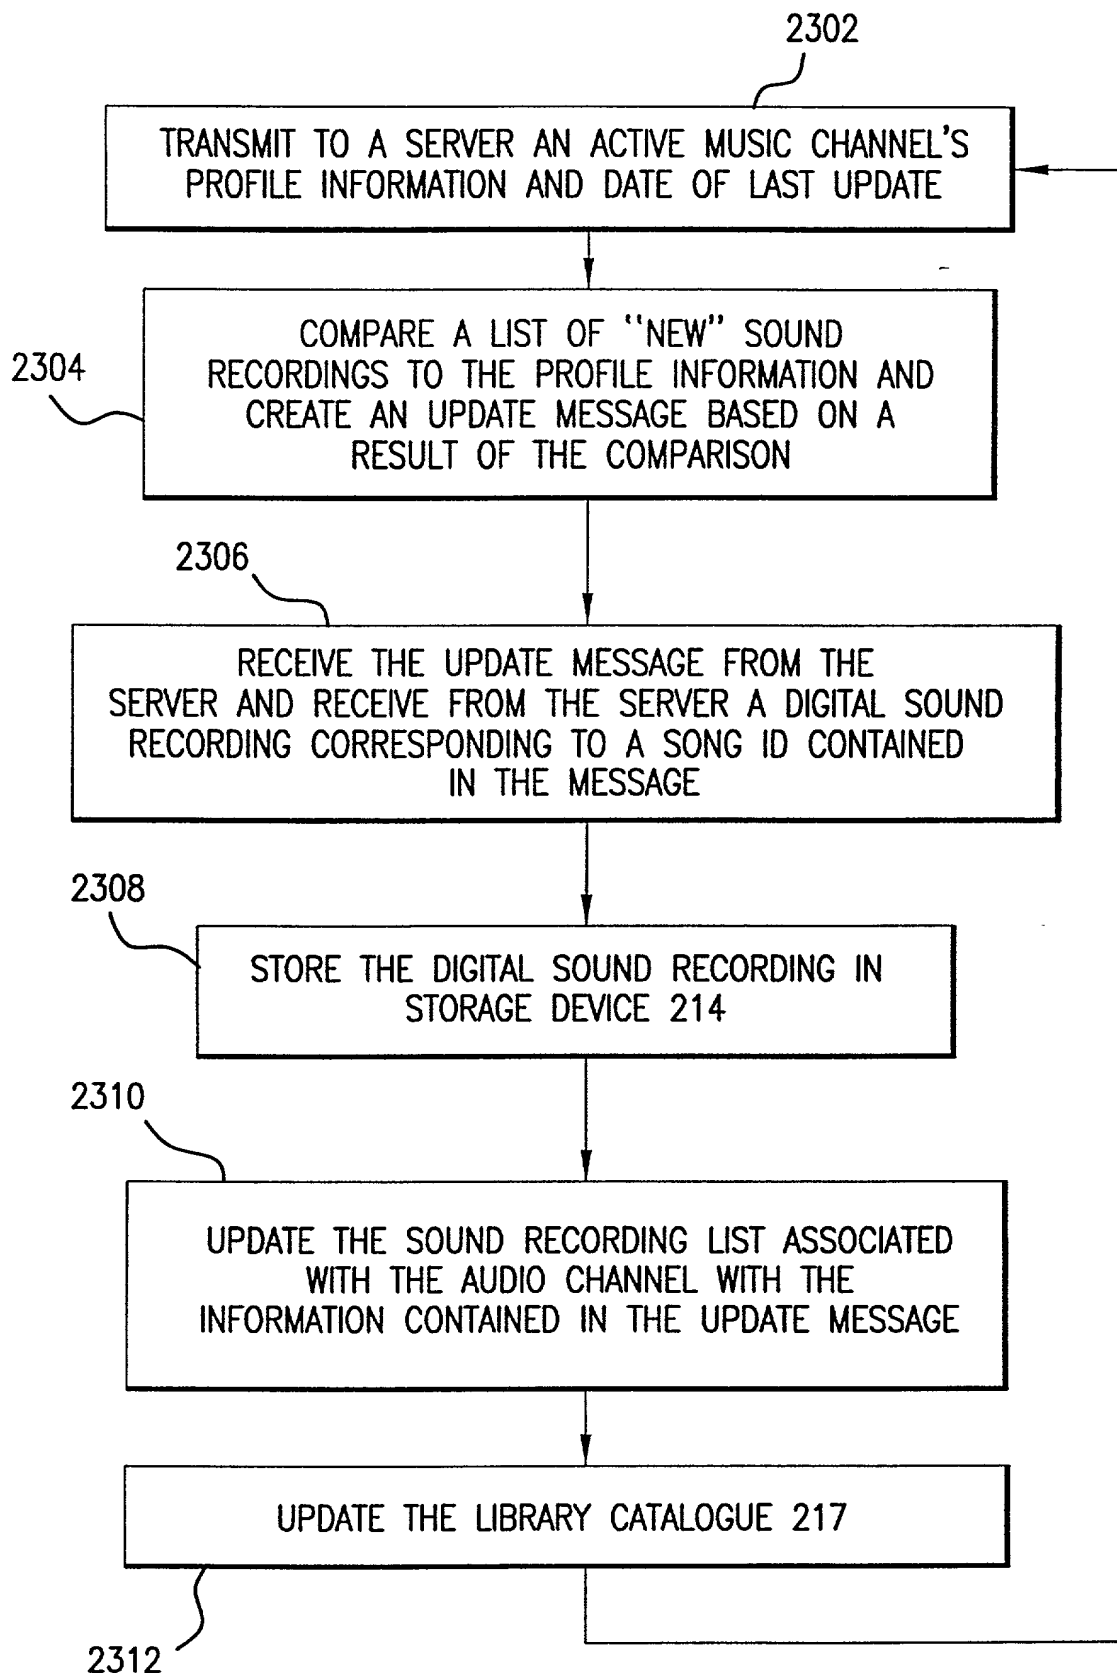 2302
TRANSMIT TO A SERVER AN ACTIVE MUSIC CHANNEL'S
PROFILE INFORMATION AND DATE OF LAST UPDATE
2304
COMPARE A LIST OF "NEW" SOUND
RECORDINGS TO THE PROFILE INFORMATION AND
CREATE AN UPDATE MESSAGE BASED ON A
RESULT OF THE COMPARISON
2306
RECEIVE THE UPDATE MESSAGE FROM THE
SERVER AND RECEIVE FROM THE SERVER A DIGITAL SOUND
RECORDING CORRESPONDING TO A SONG ID CONTAINED
IN THE MESSAGE
2308
STORE THE DIGITAL SOUND RECORDING IN
STORAGE DEVICE 214
2310
UPDATE THE SOUND RECORDING LIST ASSOCIATED
WITH THE AUDIO CHANNEL WITH THE
INFORMATION CONTAINED IN THE UPDATE MESSAGE
UPDATE THE LIBRARY CATALOGUE 217
2312